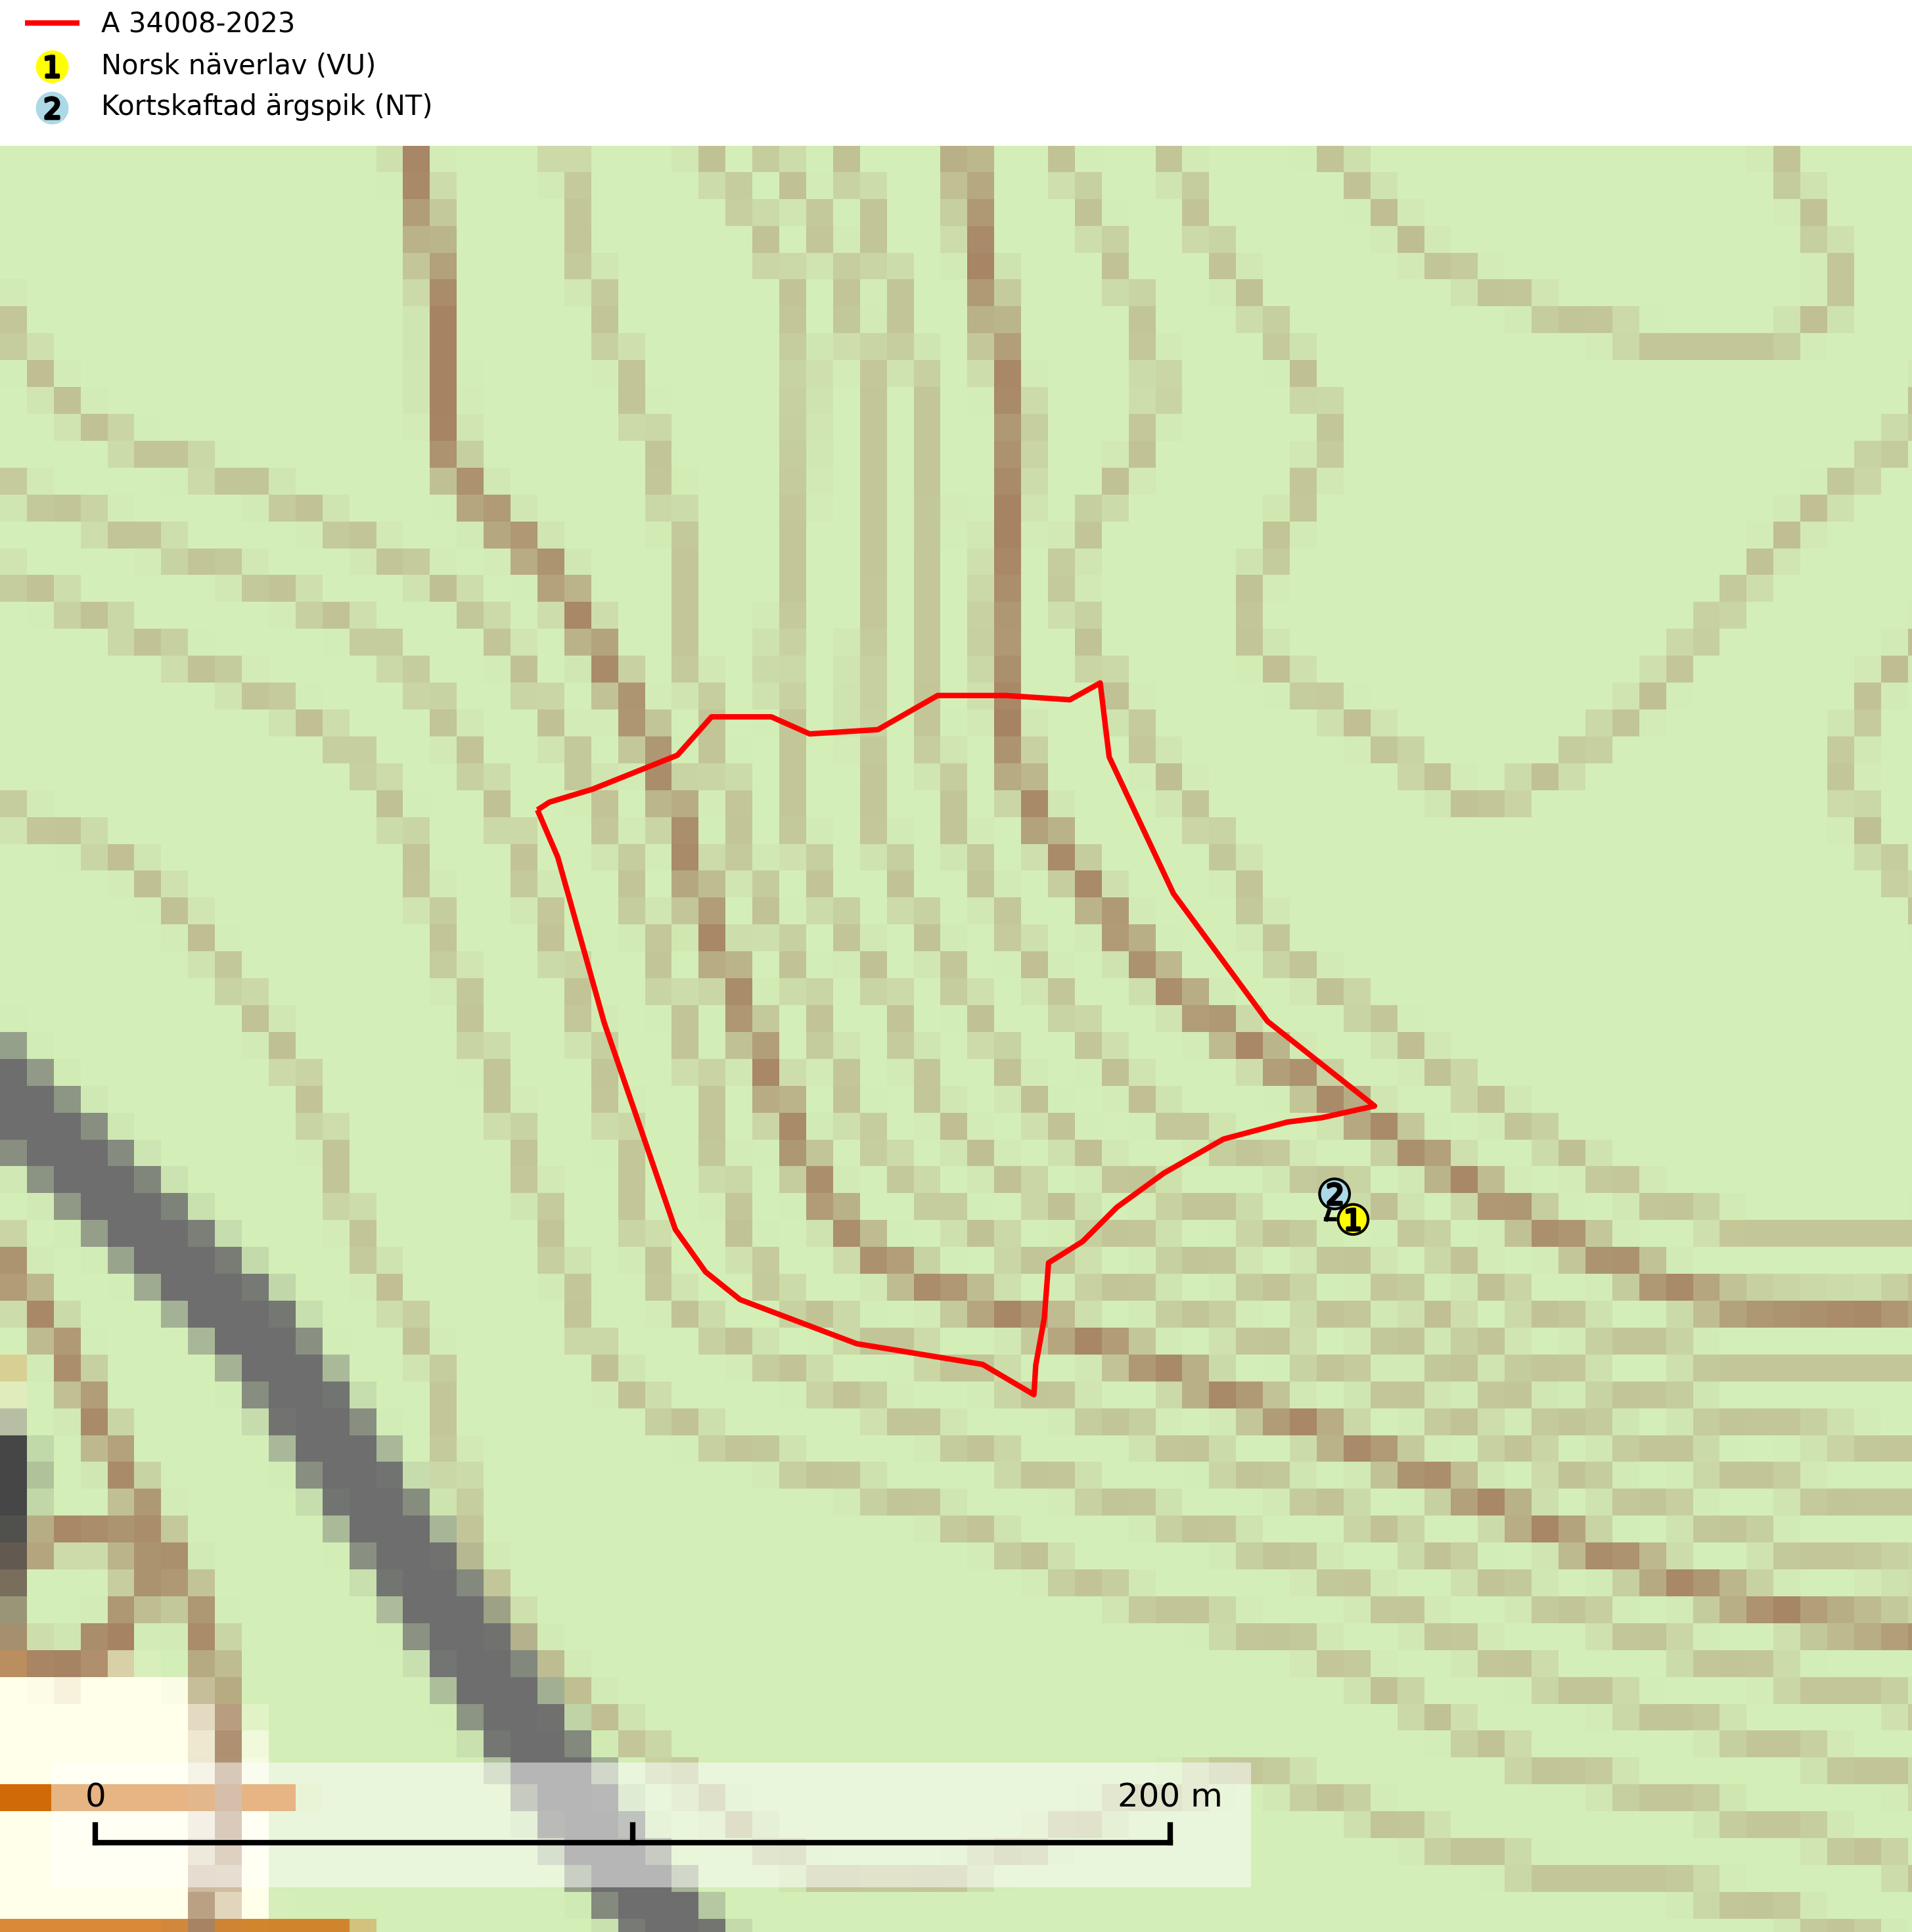 A 34008-2023
1 Norsk näverlav (VU)
2 Kortskaftad ärgspik (NT)
2
1
0 200 m